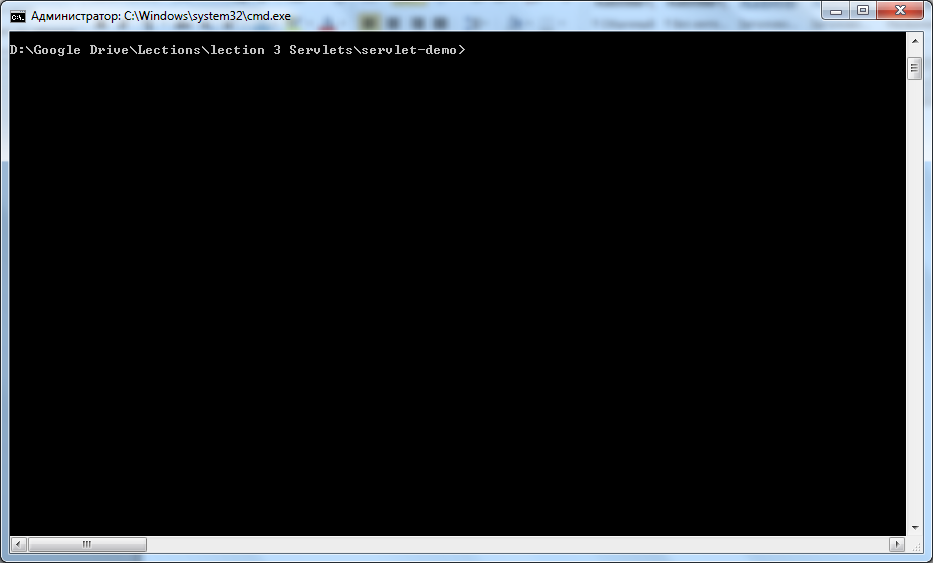 Администратор: C:\Windows\system32\cmd.exe
D:\Google Drive\Lections\lection 3 Servlets\servlet-demo>